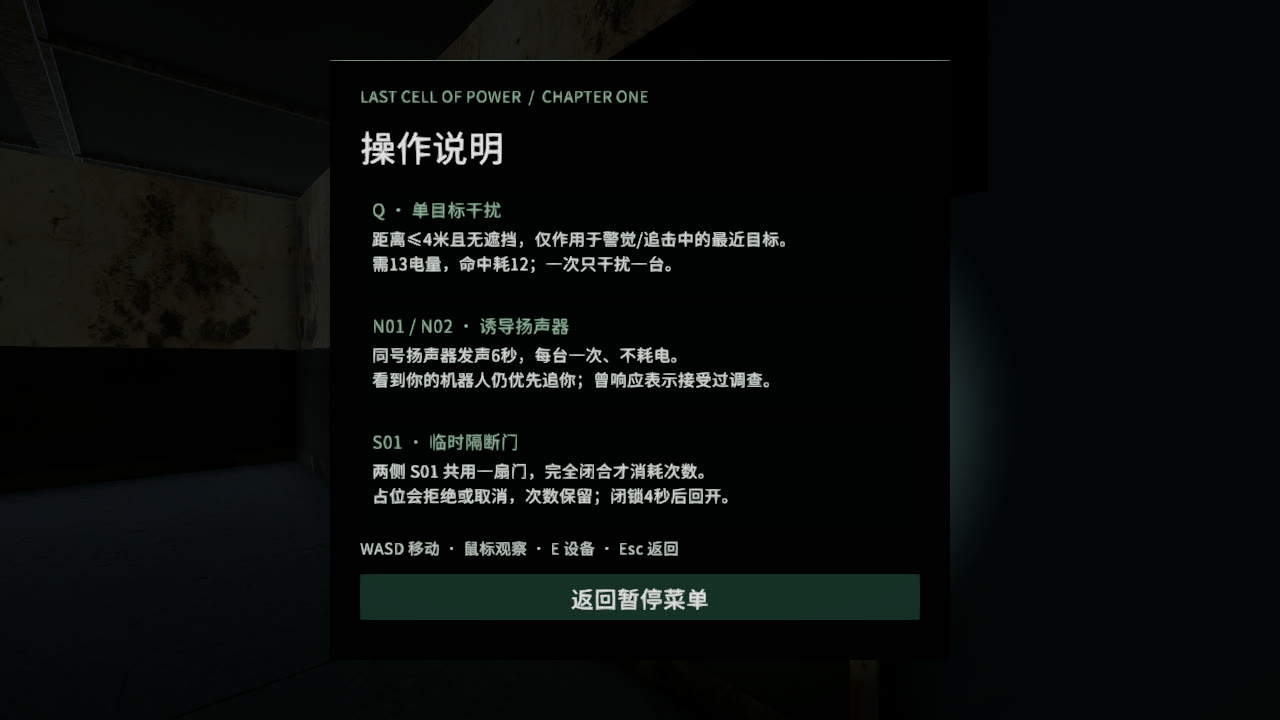 LAST CELL OF POWER / CHAPTER ONE
操作说明
Q · 单目标干扰
距离≤4米且无遮挡，仅作用于警觉/追击中的最近目标。
需13电量，命中耗12；一次只干扰一台。
N01 / N02 · 诱导扬声器
同号扬声器发声6秒，每台一次、不耗电。
看到你的机器人仍优先追你；曾响应表示接受过调查。
S01 · 临时隔断门
两侧 S01 共用一扇门，完全闭合才消耗次数。
占位会拒绝或取消，次数保留；闭锁4秒后回开。
WASD 移动 · 鼠标观察 · E 设备 · Esc 返回
返回暂停菜单